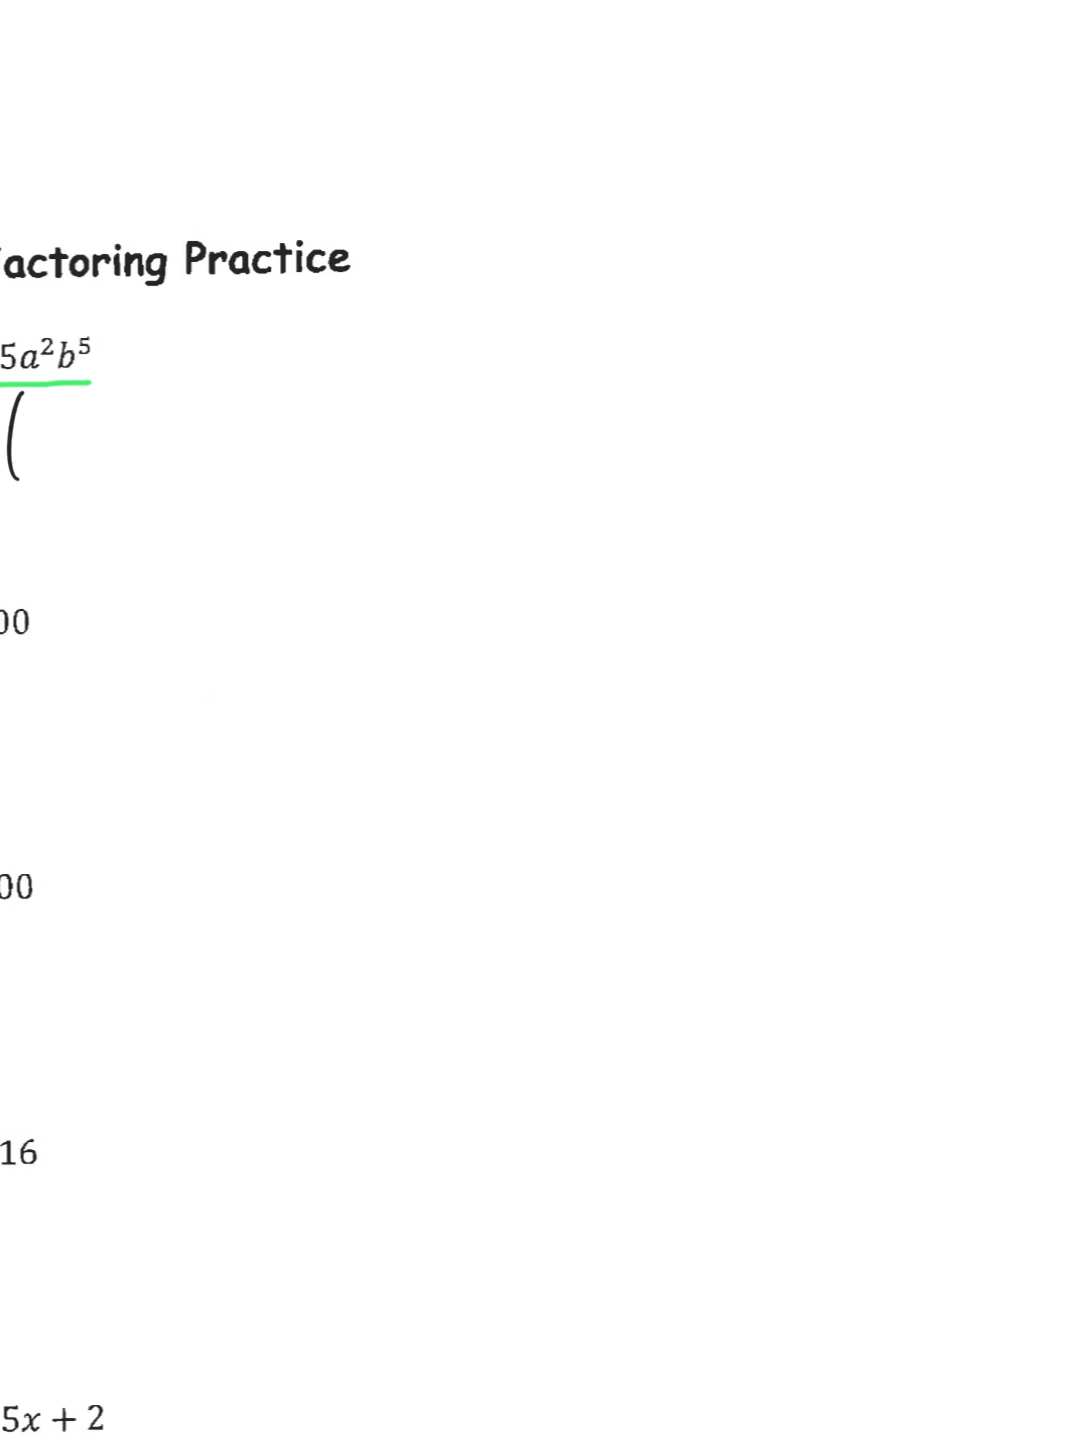 actoring Practice
5a²b⁵
(
00
00
16
5x + 2